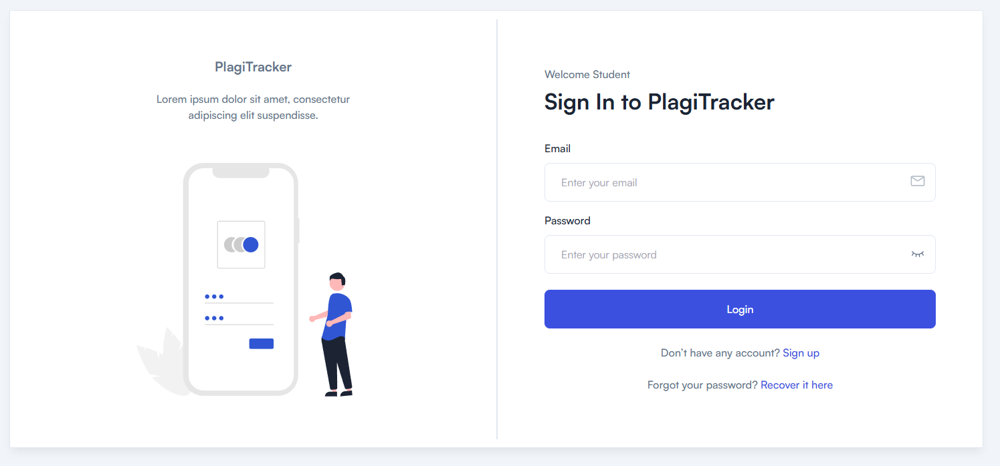 PlagiTracker
Lorem ipsum dolor sit amet, consectetur
adipiscing elit suspendisse.
Welcome Student
Sign In to PlagiTracker
Email
Enter your email
Password
Enter your password
Login
Don’t have any account? Sign up
Forgot your password? Recover it here